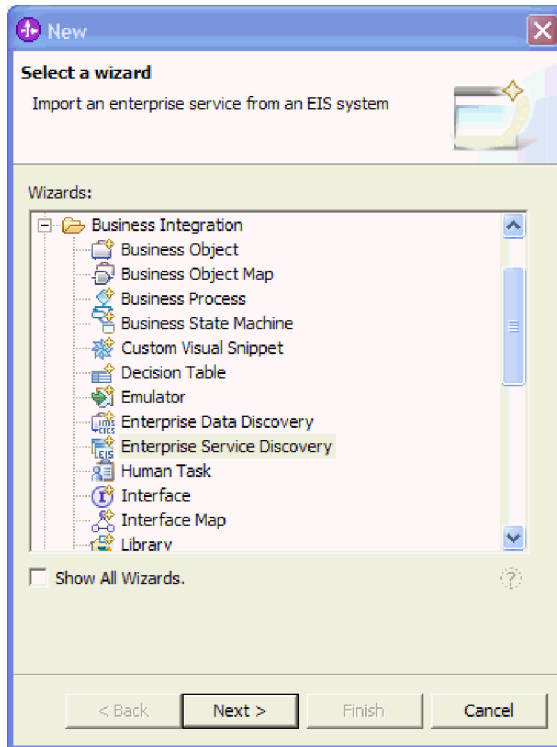 New
Select a wizard
Import an enterprise service from an EIS system
Wizards:
Business Integration
Business Object
Business Object Map
Business Process
Business State Machine
Custom Visual Snippet
Decision Table
Emulator
Enterprise Data Discovery
Enterprise Service Discovery
Human Task
Interface
Interface Map
Library
Show All Wizards.
< Back
Next >
Finish
Cancel